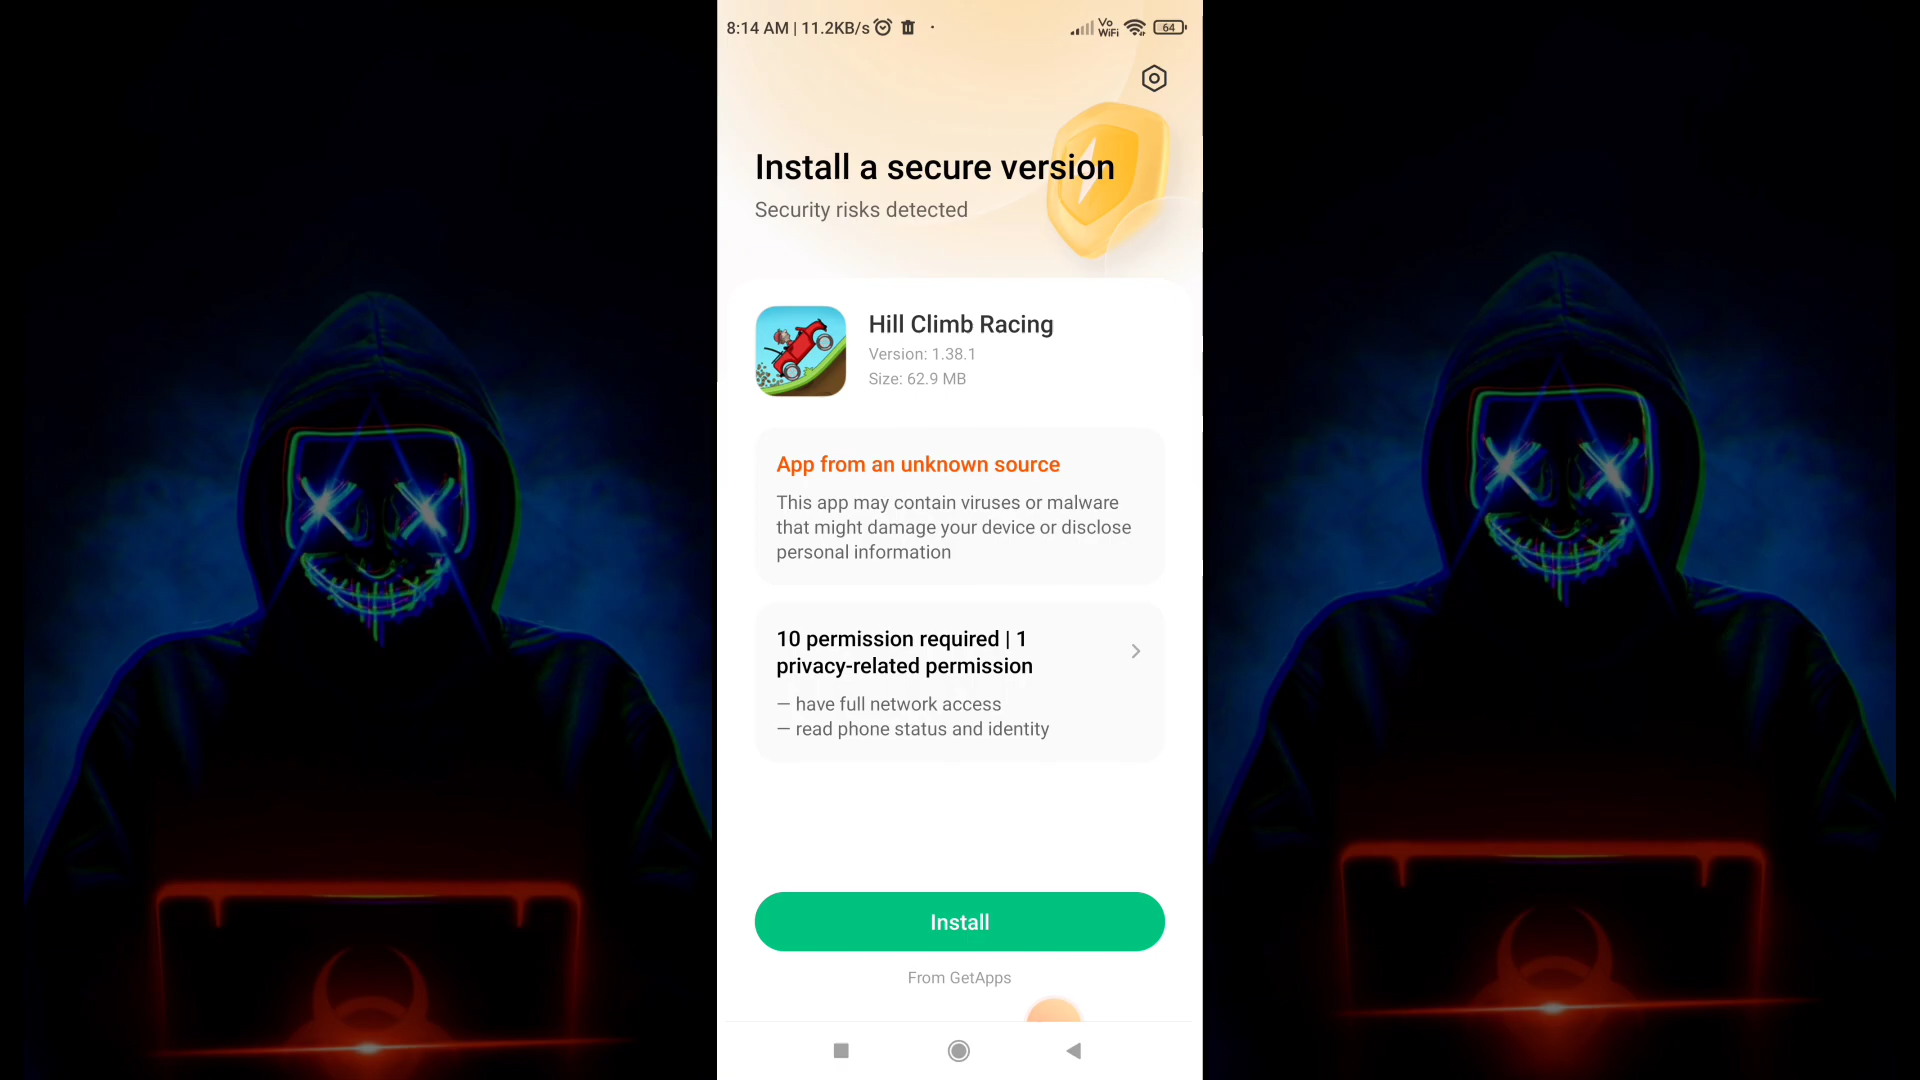 8:14 AM | 11.2KB/s
Vo
WiFi
64
Install a secure version
Security risks detected
Hill Climb Racing
Version: 1.38.1
Size: 62.9 MB
App from an unknown source
This app may contain viruses or malware
that might damage your device or disclose
personal information
10 permission required | 1
privacy-related permission
– have full network access
– read phone status and identity
Install
From GetApps